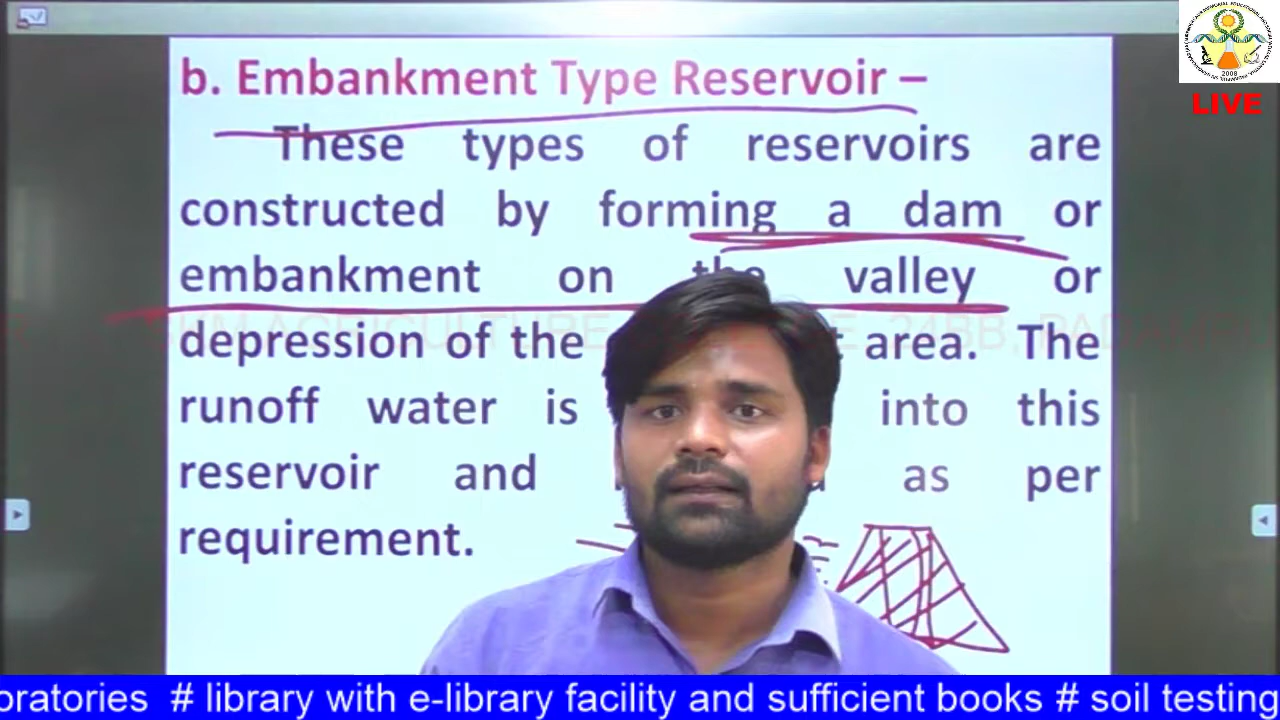 b. Embankment Type Reservoir –
These types of reservoirs are
constructed by forming a dam or
embankment on the valley or
depression of the area. The
runoff water is into this
reservoir and as per
requirement.
2008
LIVE
oratories # library with e-library facility and sufficient books # soil testing